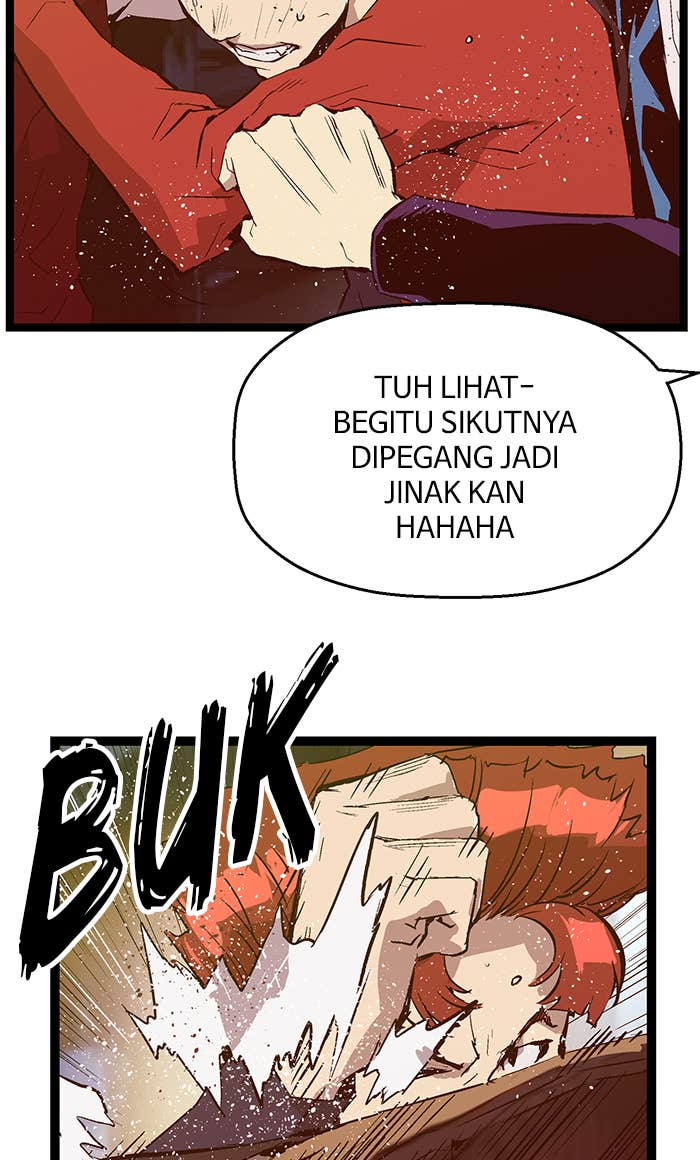 TUH LIHAT-
BEGITU SIKUTNYA
DIPEGANG JADI
JINAK KAN
HAHAHA
BUK